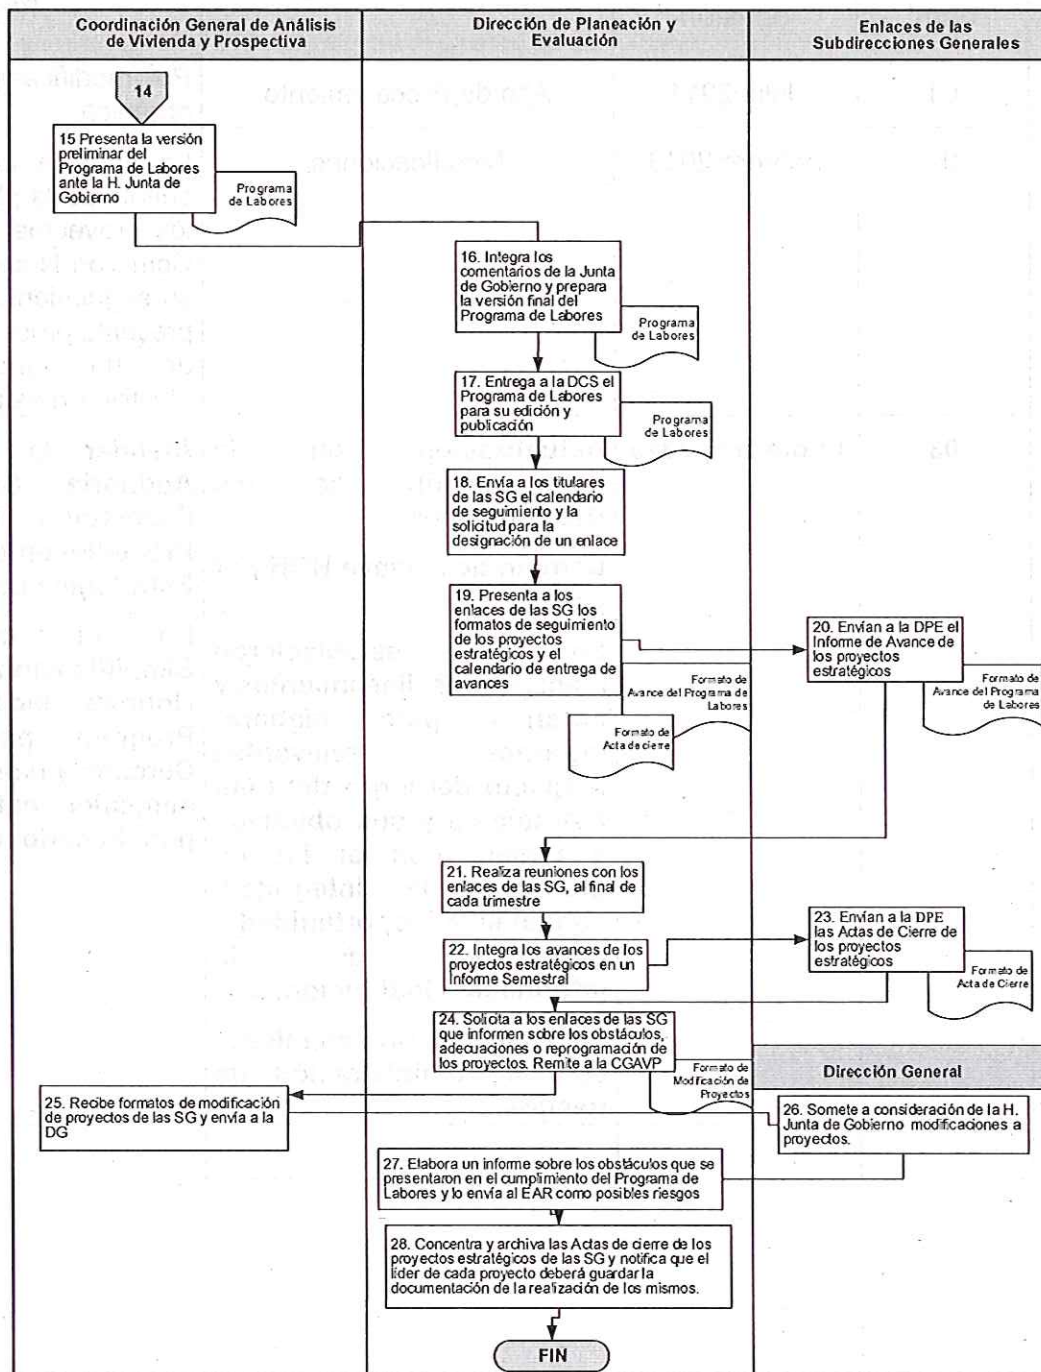 Coordinación General de Análisis
de Vivienda y Prospectiva
Dirección de Planeación y
Evaluación
Enlaces de las
Subdirecciones Generales
14
15 Presenta la versión
preliminar del
Programa de Labores
ante la H. Junta de
Gobierno
Programa
de Labores
16. Integra los
comentarios de la Junta
de Gobierno y prepara
la versión final del
Programa de Labores
Programa
de Labores
17. Entrega a la DCS el
Programa de Labores
para su edición y
publicación
Programa
de Labores
18. Envía a los titulares
de las SG el calendario
de seguimiento y la
solicitud para la
designación de un enlace
19. Presenta a los
enlaces de las SG los
formatos de seguimiento
de los proyectos
estratégicos y el
calendario de entrega de
avances
Formato de
Avance del Programa de
Labores
Formato de
Acta de cierre
20. Envían a la DPE el
Informe de Avance de
los proyectos
estratégicos
Formato de
Avance del Programa
de Labores
21. Realiza reuniones con los
enlaces de las SG, al final de
cada trimestre
22. Integra los avances de los
proyectos estratégicos en un
Informe Semestral
23. Envían a la DPE
las Actas de Cierre de
los proyectos
estratégicos
Formato de
Acta de Cierre
24. Solicita a los enlaces de las SG
que informen sobre los obstáculos,
adecuaciones o reprogramación de
los proyectos. Remite a la CGAVP
Formato de
Modificación de
Proyectos
Dirección General
25. Recibe formatos de modificación
de proyectos de las SG y envía a la
DG
26. Somete a consideración de la H.
Junta de Gobierno modificaciones a
proyectos.
27. Elabora un informe sobre los obstáculos que se
presentaron en el cumplimiento del Programa de
Labores y lo envía al EAR como posibles riesgos
28. Concentra y archiva las Actas de cierre de los
proyectos estratégicos de las SG y notifica que el
líder de cada proyecto deberá guardar la
documentación de la realización de los mismos.
FIN